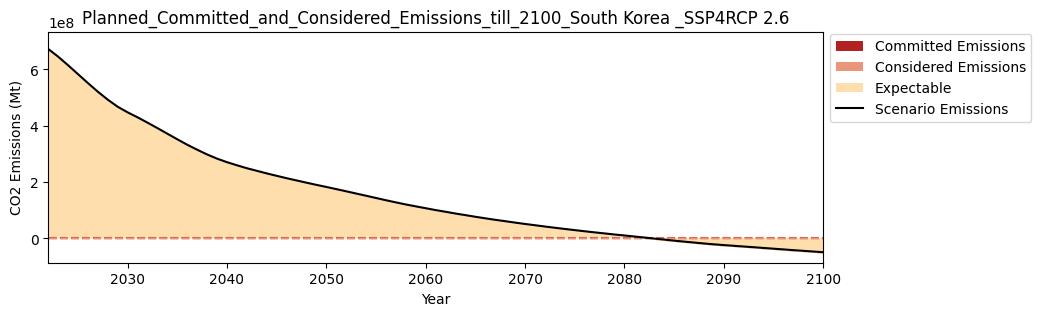 Planned_Committed_and_Considered_Emissions_till_2100_South Korea _SSP4RCP 2.6
1e8
6
4
2
0
CO2 Emissions (Mt)
2030 2040 2050 2060 2070 2080 2090 2100
Year
Committed Emissions
Considered Emissions
Expectable
Scenario Emissions